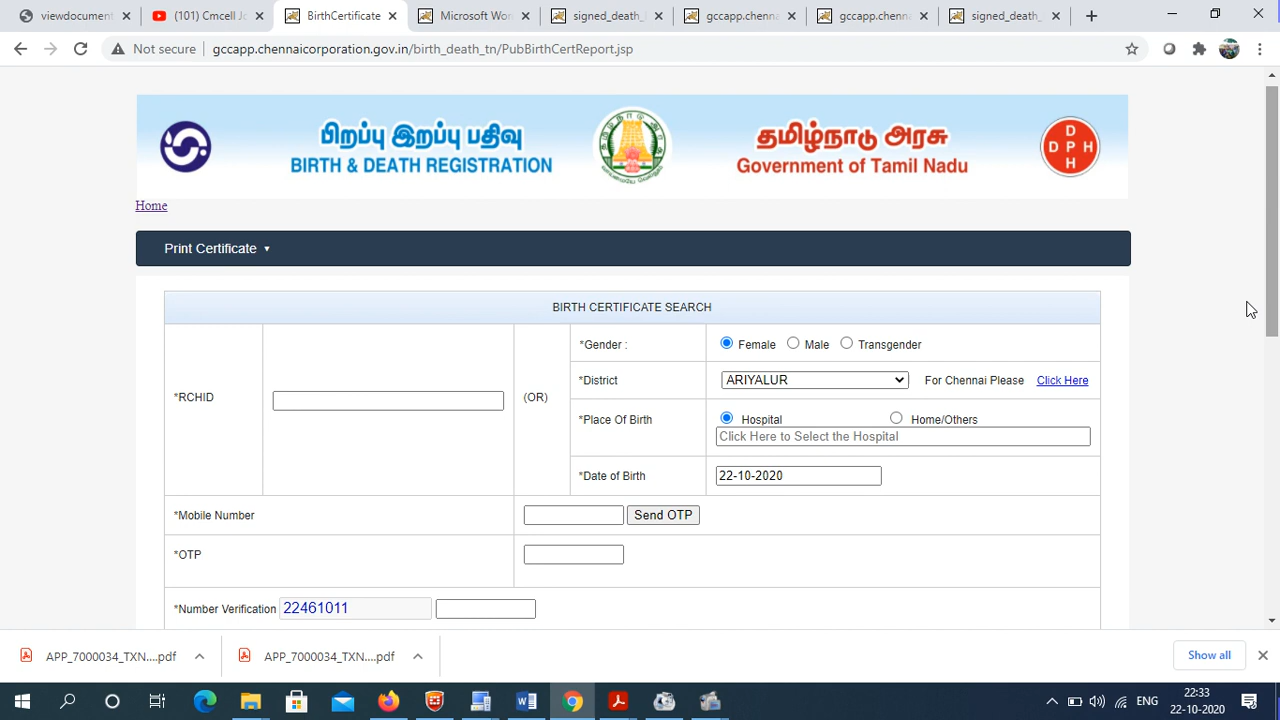 viewdocument
(101) Cmcell Jo
BirthCertificate
Microsoft Wor
signed_death_
gccapp.chenna
gccapp.chenna
signed_death_
Not secure
gccapp.chennaicorporation.gov.in/birth_death_tn/PubBirthCertReport.jsp
பிறப்பு இறப்பு பதிவு
BIRTH & DEATH REGISTRATION
தமிழ்நாடு அரசு
Government of Tamil Nadu
D
D P H
H
Home
Print Certificate ▾
BIRTH CERTIFICATE SEARCH
*RCHID
(OR)
*Gender : Female Male Transgender
*District ARIYALUR For Chennai Please Click Here
*Place Of Birth Hospital Home/Others
Click Here to Select the Hospital
*Date of Birth 22-10-2020
*Mobile Number Send OTP
*OTP
*Number Verification 22461011
APP_7000034_TXN....pdf
APP_7000034_TXN....pdf
Show all
ENG
22:33
22-10-2020